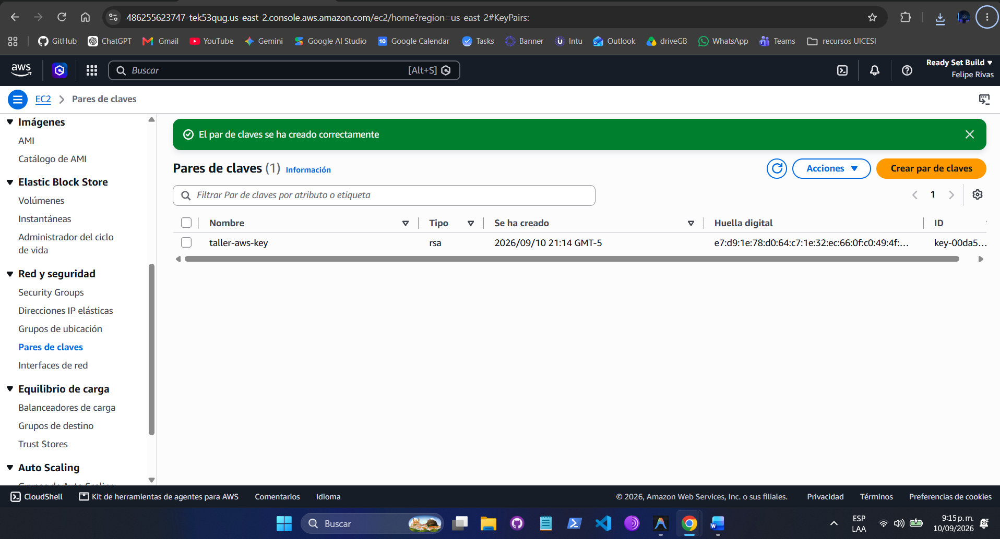 486255623747-tek53qug.us-east-2.console.aws.amazon.com/ec2/home?region=us-east-2#KeyPairs:
GitHub ChatGPT Gmail YouTube Gemini Google AI Studio 10 Google Calendar Tasks Banner Intu Outlook driveGB WhatsApp Teams recursos UICESI
aws Buscar [Alt+S] Ready Set Build
Felipe Rivas
EC2 Pares de claves
Imágenes
AMI
Catálogo de AMI
Elastic Block Store
Volúmenes
Instantáneas
Administrador del ciclo
de vida
Red y seguridad
Security Groups
Direcciones IP elásticas
Grupos de ubicación
Pares de claves
Interfaces de red
Equilibrio de carga
Balanceadores de carga
Grupos de destino
Trust Stores
Auto Scaling
Grupos de Auto Scaling
El par de claves se ha creado correctamente
Pares de claves (1) Información
Acciones Crear par de claves
Filtrar Par de claves por atributo o etiqueta
1
Nombre Tipo Se ha creado Huella digital ID
taller-aws-key rsa 2026/09/10 21:14 GMT-5 e7:d9:1e:78:d0:64:c7:1e:32:ec:66:0f:c0:49:4f:... key-00da5...
CloudShell Kit de herramientas de agentes para AWS Comentarios Idioma © 2026, Amazon Web Services, Inc. o sus filiales. Privacidad Términos Preferencias de cookies
Buscar
ESP
LAA
9:15 p. m.
10/09/2026